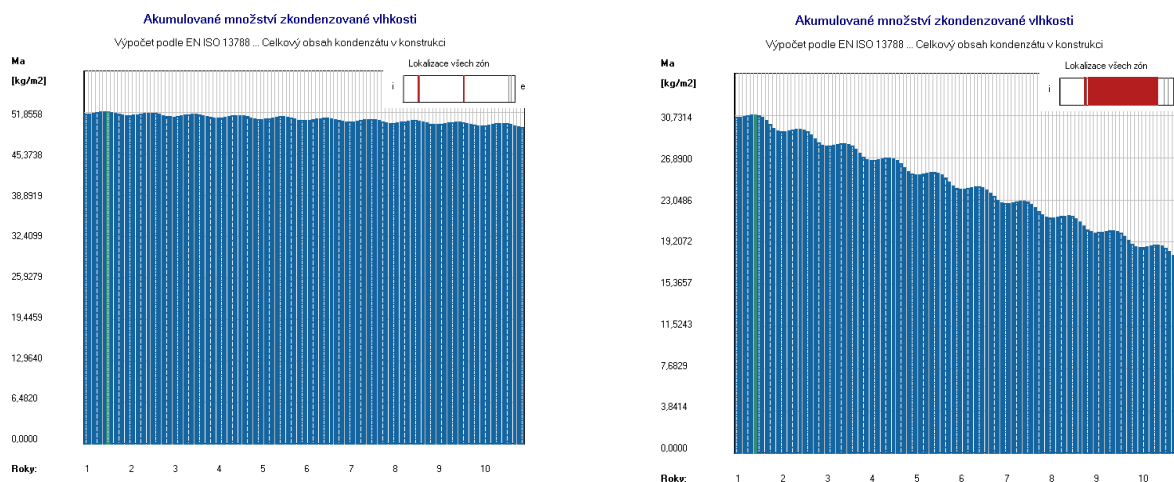 Akumulované množství zkondenzované vlhkosti
Výpočet podle EN ISO 13788 ... Celkový obsah kondenzátu v konstrukci
Ma
[kg/m2]
Lokalizace všech zón
i
e
51,8558
45,3738
38,8919
32,4099
25,9279
19,4459
12,9640
6,4820
0,0000
Roky: 1 2 3 4 5 6 7 8 9 10
Akumulované množství zkondenzované vlhkosti
Výpočet podle EN ISO 13788 ... Celkový obsah kondenzátu v konstrukci
Ma
[kg/m2]
Lokalizace všech zón
i
30,7314
26,8900
23,0486
19,2072
15,3657
11,5243
7,6829
3,8414
0,0000
Roky: 1 2 3 4 5 6 7 8 9 10